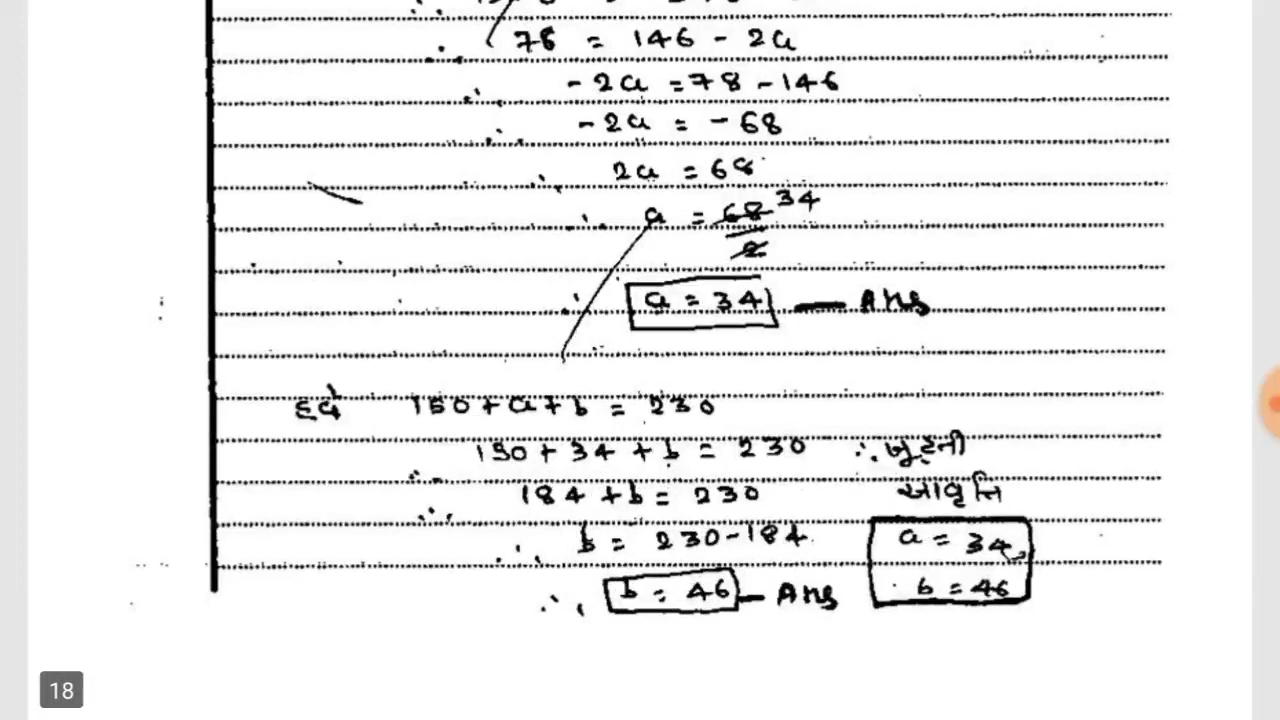 ∴ 78 = 146 - 2a
∴ -2a = 78 - 146
∴ -2a = -68
∴ 2a = 68
∴ a = 68/2 34
∴ a = 34 — Ans
હવે 150 + a + b = 230
∴ 150 + 34 + b = 230 ∴ ખૂટતી
∴ 184 + b = 230 આવૃત્તિ
∴ b = 230 - 184 a = 34,
∴ b = 46 — Ans b = 46
18